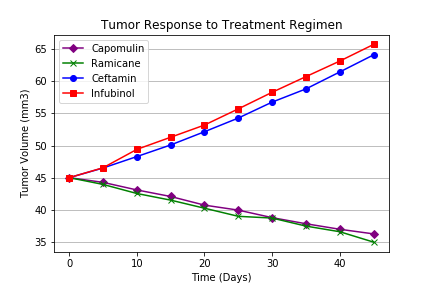 Tumor Response to Treatment Regimen
Capomulin
Ramicane
Ceftamin
Infubinol
65
60
55
50
45
40
35
Tumor Volume (mm3)
0
10
20
30
40
Time (Days)